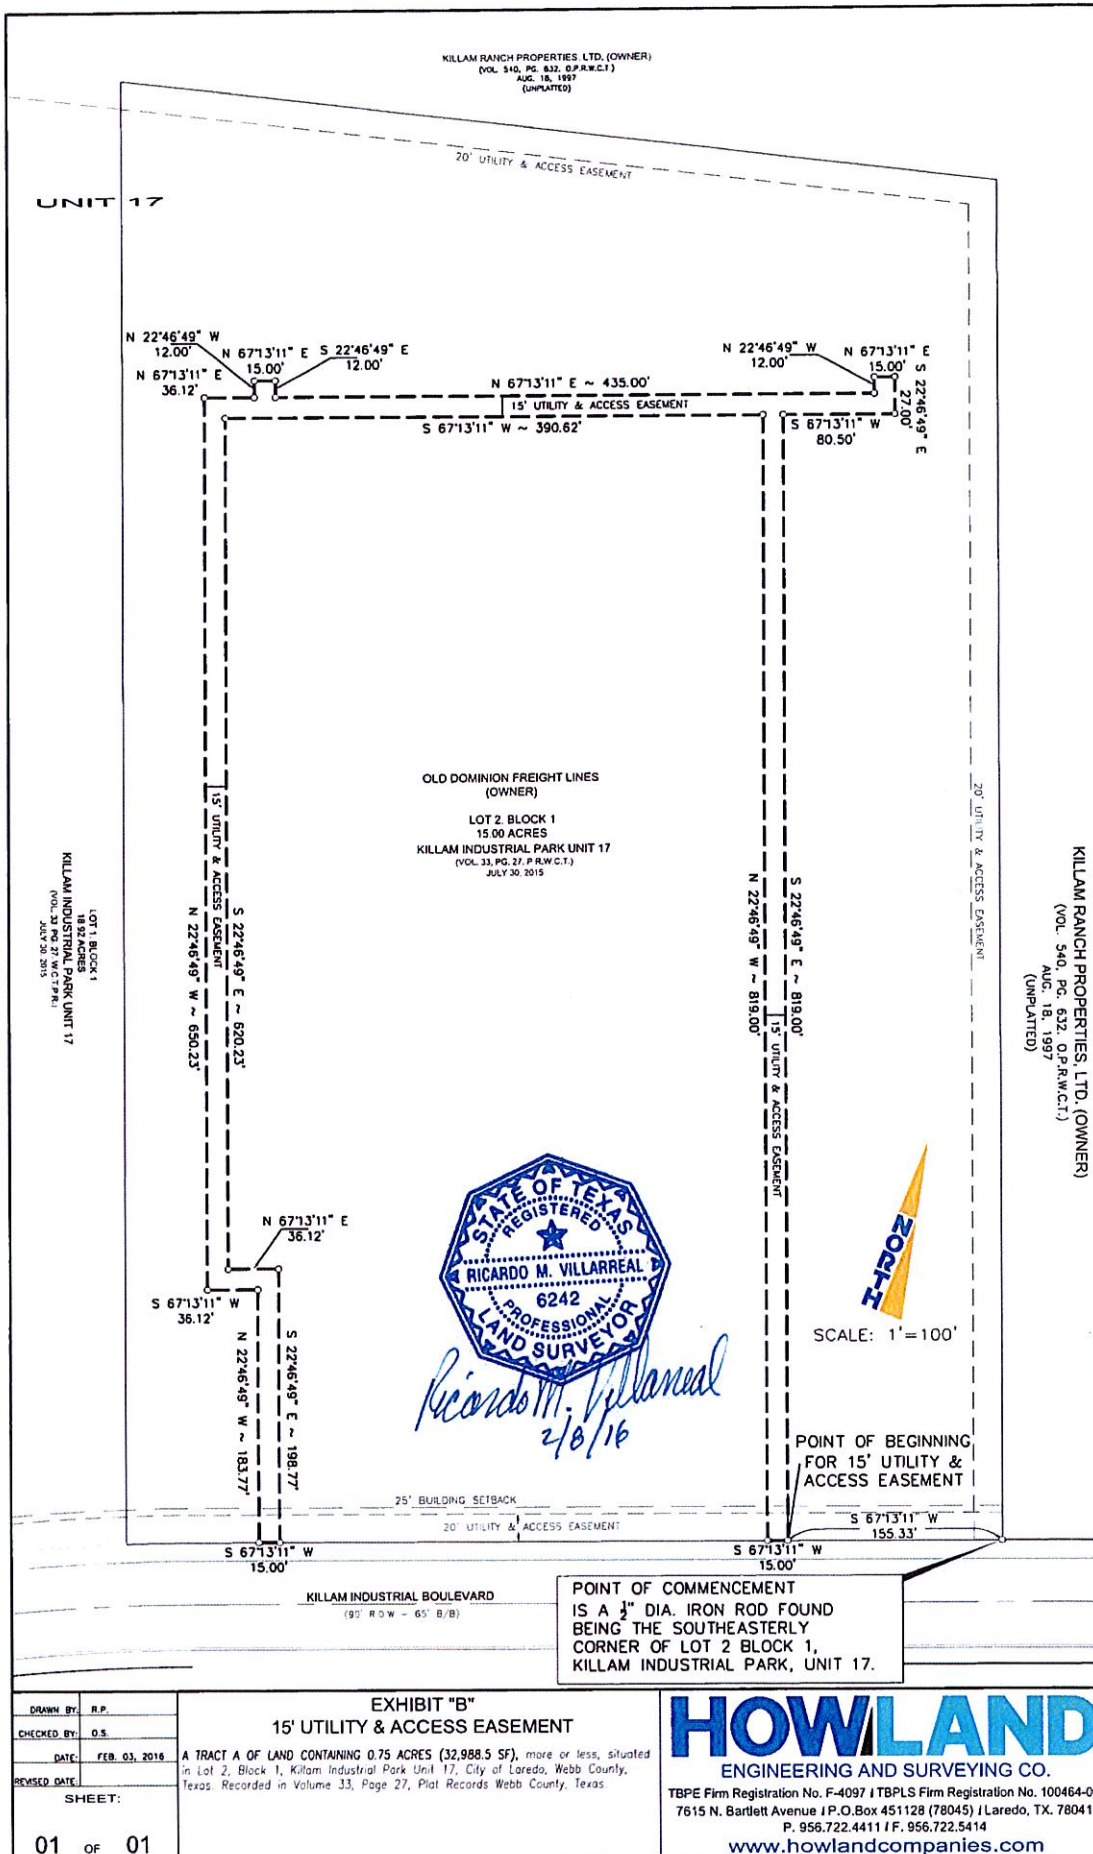 KILLAM RANCH PROPERTIES, LTD. (OWNER)
(VOL. 540, PG. 632, O.P.R.W.C.T.)
AUG. 18, 1997
(UNPLATTED)
20' UTILITY & ACCESS EASEMENT
UNIT 17
N 22°46'49" W
12.00'
N 67°13'11" E
15.00'
S 22°46'49" E
12.00'
N 67°13'11" E
36.12'
N 22°46'49" W
12.00'
N 67°13'11" E
15.00'
S 22°46'49" E
27.00'
N 67°13'11" E ~ 435.00'
15' UTILITY & ACCESS EASEMENT
S 67°13'11" W ~ 390.62'
S 67°13'11" W
80.50'
OLD DOMINION FREIGHT LINES
(OWNER)
LOT 2, BLOCK 1
15.00 ACRES
KILLAM INDUSTRIAL PARK UNIT 17
(VOL. 33, PG. 27, P.R.W.C.T.)
JULY 30, 2015
15' UTILITY & ACCESS EASEMENT
S 22°46'49" E ~ 620.23'
N 22°46'49" W ~ 650.23'
LOT 1, BLOCK 1
18.92 ACRES
KILLAM INDUSTRIAL PARK UNIT 17
(VOL. 33 PG. 27, W.C.T.P.R.)
JULY 30, 2015
S 22°46'49" E ~ 819.00'
N 22°46'49" W ~ 819.00'
15' UTILITY & ACCESS EASEMENT
20' UTILITY & ACCESS EASEMENT
KILLAM RANCH PROPERTIES, LTD. (OWNER)
(VOL. 540, PG. 632, O.P.R.W.C.T.)
AUG. 18, 1997
(UNPLATTED)
N 67°13'11" E
36.12'
S 67°13'11" W
36.12'
N 22°46'49" W ~ 183.77'
S 22°46'49" E ~ 198.77'
STATE OF TEXAS
REGISTERED
RICARDO M. VILLARREAL
6242
PROFESSIONAL
LAND SURVEYOR
Ricardo M. Villarreal
2/8/16
NORTH
SCALE: 1"=100'
POINT OF BEGINNING
FOR 15' UTILITY &
ACCESS EASEMENT
25' BUILDING SETBACK
20' UTILITY & ACCESS EASEMENT
S 67°13'11" W
155.33'
S 67°13'11" W
15.00'
S 67°13'11" W
15.00'
KILLAM INDUSTRIAL BOULEVARD
(90' R.O.W - 65' B/B)
POINT OF COMMENCEMENT
IS A ½" DIA. IRON ROD FOUND
BEING THE SOUTHEASTERLY
CORNER OF LOT 2 BLOCK 1,
KILLAM INDUSTRIAL PARK, UNIT 17.
DRAWN BY: R.P.
CHECKED BY: O.S.
DATE: FEB. 03, 2016
REVISED DATE:
SHEET:
01 OF 01
EXHIBIT "B"
15' UTILITY & ACCESS EASEMENT
A TRACT A OF LAND CONTAINING 0.75 ACRES (32,988.5 SF), more or less, situated
in Lot 2, Block 1, Killam Industrial Park Unit 17, City of Laredo, Webb County,
Texas. Recorded in Volume 33, Page 27, Plat Records Webb County, Texas.
HOWLAND
ENGINEERING AND SURVEYING CO.
TBPE Firm Registration No. F-4097 / TBPLS Firm Registration No. 100464-0
7615 N. Bartlett Avenue / P.O.Box 451128 (78045) / Laredo, TX. 78041
P. 956.722.4411 / F. 956.722.5414
www.howlandcompanies.com